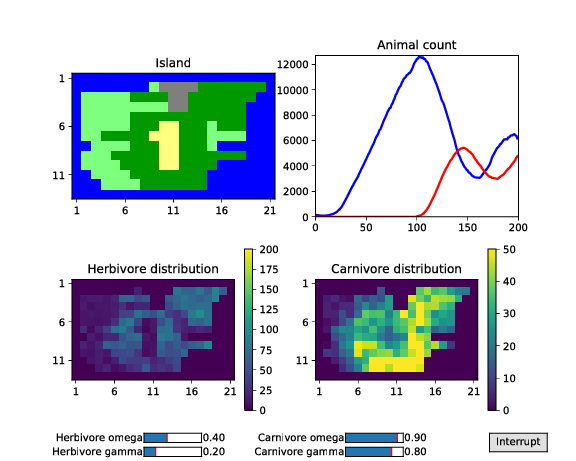 Island
1
6
11
1 6 11 16 21
Animal count
12000
10000
8000
6000
4000
2000
0
0 50 100 150 200
Herbivore distribution
1
6
11
1 6 11 16 21
200
175
150
125
100
75
50
25
0
Carnivore distribution
1
6
11
1 6 11 16 21
50
40
30
20
10
0
Herbivore omega 0.40
Herbivore gamma 0.20
Carnivore omega 0.90
Carnivore gamma 0.80
Interrupt